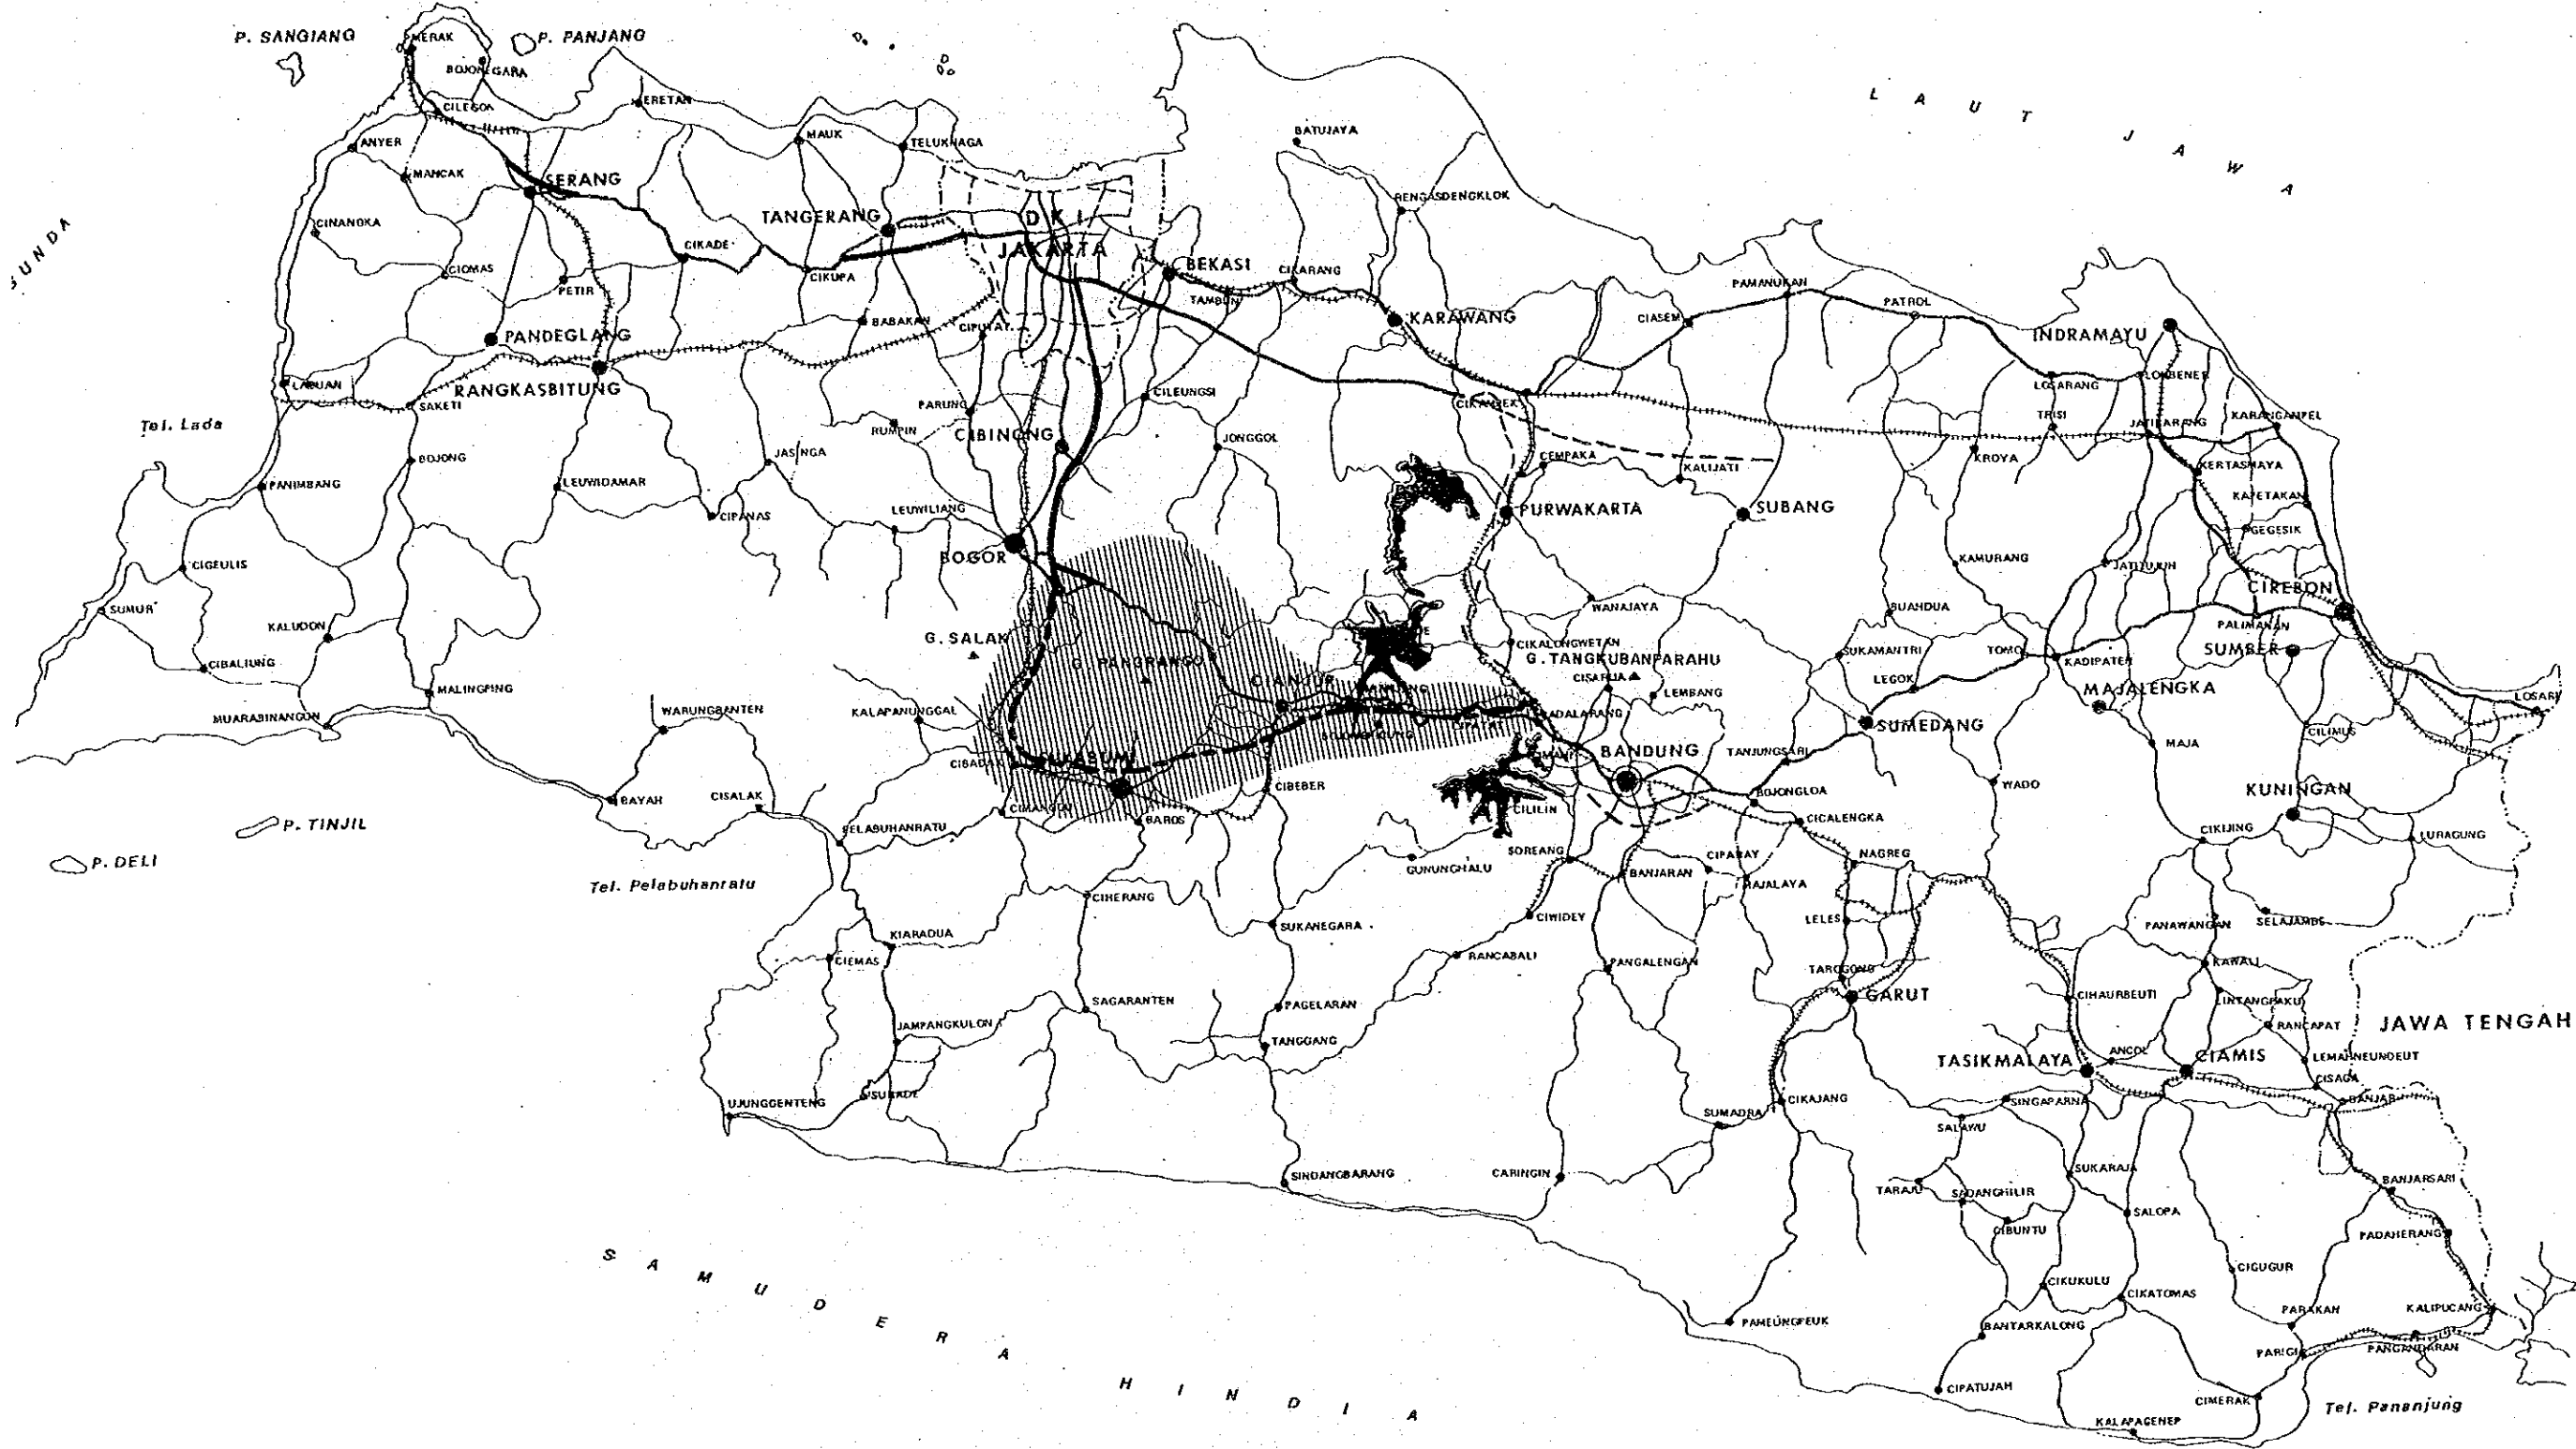 P. SANGIANG
MERAK
P. PANJANG
BOJONEGARA
CILEGON
ERETAN
MAUK
TELUKNAGA
BATUJAYA
LAUT JAWA
ANYER
MANCAK
SERANG
TANGERANG
DKI
JAKARTA
RENGASDENGKLOK
SUNDA
CINANGKA
CIKADE
CIOMAS
PETIR
CIKUPA
BEKASI
TAMBUN
CIKARANG
PAMANUKAN
PATROL
PANDEGLANG
BABAKAN
CIPUTAT
KARAWANG
CIASEM
INDRAMAYU
LABUAN
RANGKASBITUNG
SAKETI
PARUNG
CILEUNGSI
CIKAMPEK
LOSARANG
LOHBENER
Tel. Lada
RUMPIN
CIBINONG
JONGGOL
TRISI
JATIBARANG
KARANGAMPEL
BOJONG
JASINGA
CEMPAKA
KALIJATI
KROYA
KERTASMAYA
PANIMBANG
LEUWIDAMAR
CIPANAS
LEUWILIANG
PURWAKARTA
SUBANG
KAPETAKAN
GEGESIK
BOGOR
CIGEULIS
KAMURANG
JATITUJUH
CIREBON
SUMUR
KALUDON
WANAJAYA
BUAHDUA
PALIMANAN
G. SALAK
G. PANGRANGO
CIKALONGWETAN
G. TANGKUBANPARAHU
SUKAMANTRI
TOMO
KADIPATEN
SUMBER
CIBALIUNG
CIANJUR
CISARUA
LEMBANG
LEGOK
MAJALENGKA
LOSARI
MALINGPING
MUARABINANGUN
WARUNGBANTEN
KALAPANUNGGAL
PADALARANG
CIPATAT
SUMEDANG
CILIMUS
MAJA
CIBADAK
SUKABUMI
BANDUNG
TANJUNGSARI
BAYAH
CISALAK
CIBEBER
CILILIN
BOJONGLOA
WADO
KUNINGAN
P. TINJIL
PELABUHANRATU
BAROS
CICALENGKA
CIKIJING
LURAGUNG
P. DELI
Tel. Pelabuhanratu
GUNUNGHALU
SOREANG
CIPARAY
NAGREG
BANJARAN
MAJALAYA
CIHERANG
CIWIDEY
LELES
SUKANEGARA
PANAWANGAN
SELAJAMBE
KIARADUA
CIEMAS
RANCABALI
PANGALENGAN
TAROGONG
KAWALI
SAGARANTEN
PAGELARAN
GARUT
CIHAURBEUTI
RANCAPAT
JAWA TENGAH
JAMPANGKULON
TANGGANG
TASIKMALAYA
ANCOL
CIAMIS
LEMAHNEUNDEUT
CISAGA
UJUNGGENTENG
SURADE
SUMADRA
CIKAJANG
SINGAPARNA
BANJAR
SALAWU
SINDANGBARANG
CARINGIN
TARAJU
SUKARAJA
BANJARSARI
SADANGHILIR
SALOPA
CIBUNTU
PADAHERANG
SAMUDERA HINDIA
CIKUKULU
CIGUGUR
CIKATOMAS
PARAKAN
KALIPUCANG
PAMEUNGPEUK
BANTARKALONG
PARIGI
PANGANDARAN
CIPATUJAH
CIMERAK
Tel. Pananjung
KALAPAGENEP